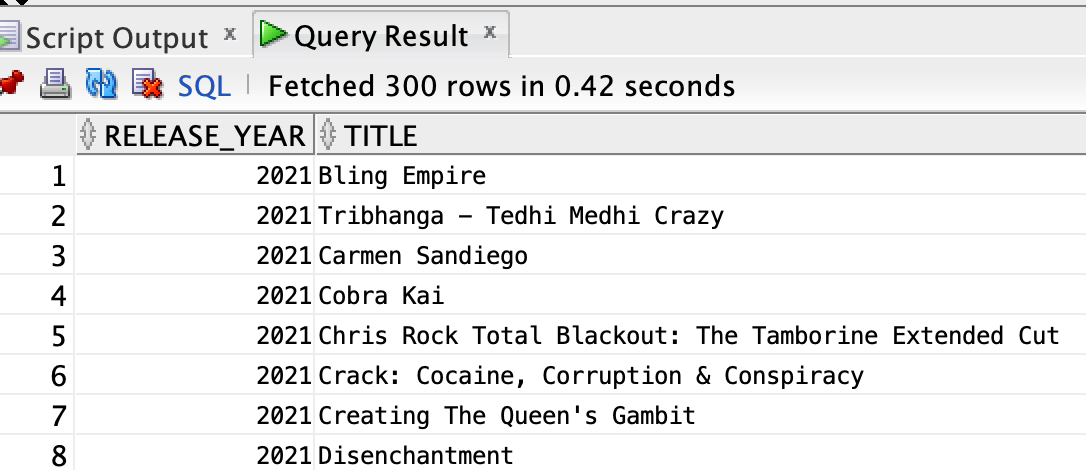 Script Output x Query Result x
SQL Fetched 300 rows in 0.42 seconds
RELEASE_YEAR TITLE
1 2021 Bling Empire
2 2021 Tribhanga – Tedhi Medhi Crazy
3 2021 Carmen Sandiego
4 2021 Cobra Kai
5 2021 Chris Rock Total Blackout: The Tamborine Extended Cut
6 2021 Crack: Cocaine, Corruption & Conspiracy
7 2021 Creating The Queen's Gambit
8 2021 Disenchantment